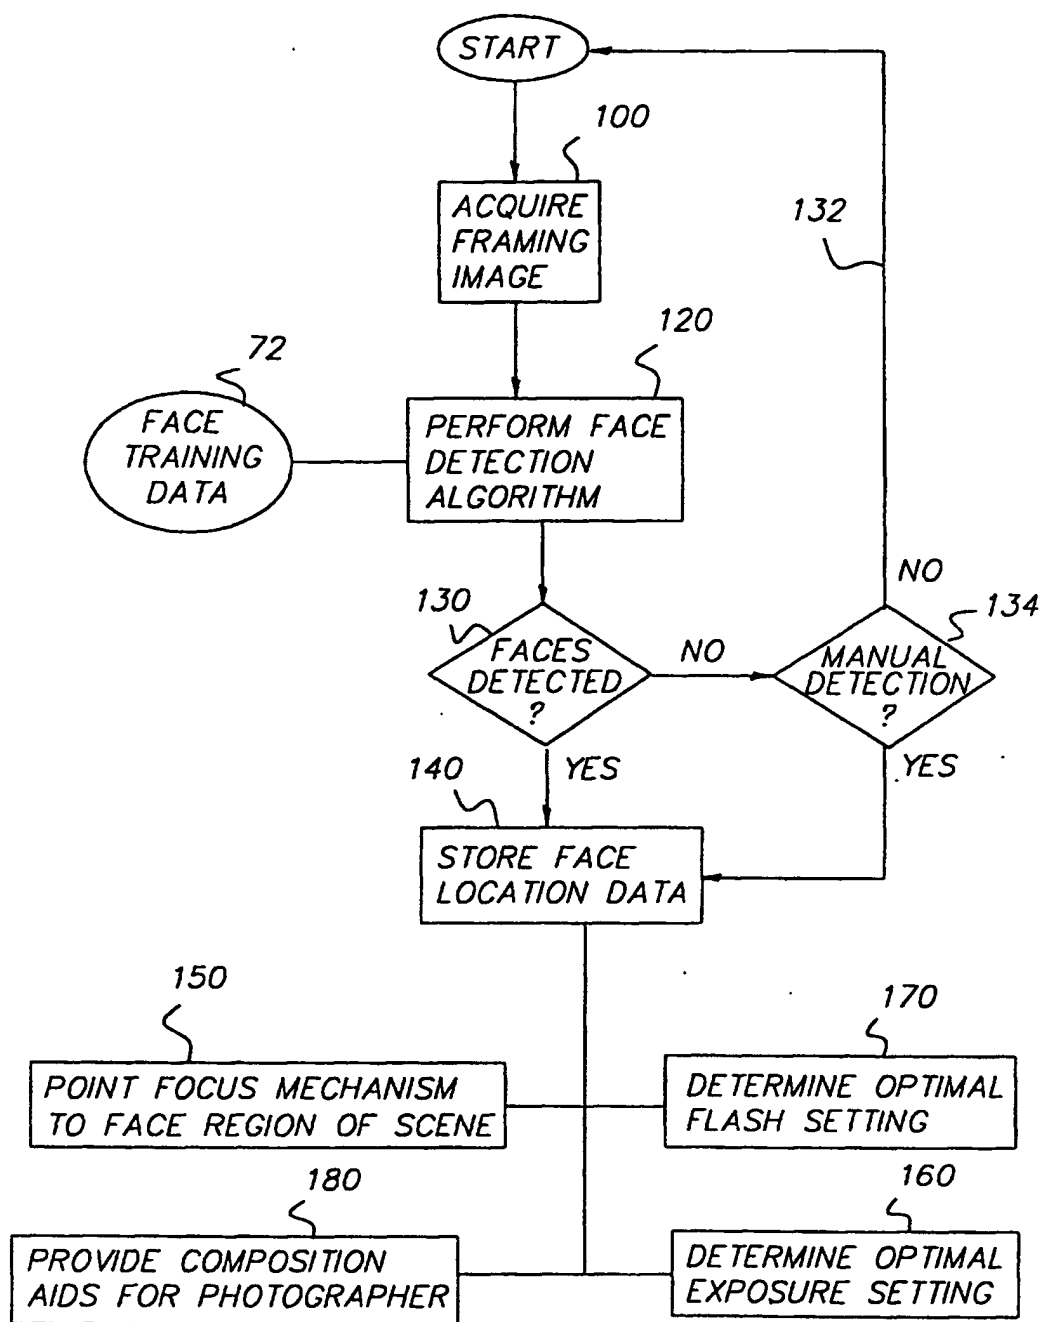 START
100
ACQUIRE
FRAMING
IMAGE
132
120
72
FACE
TRAINING
DATA
PERFORM FACE
DETECTION
ALGORITHM
NO
130
134
FACES
DETECTED
?
NO
MANUAL
DETECTION
?
140
YES
YES
STORE FACE
LOCATION DATA
150
170
POINT FOCUS MECHANISM
TO FACE REGION OF SCENE
DETERMINE OPTIMAL
FLASH SETTING
180
160
PROVIDE COMPOSITION
AIDS FOR PHOTOGRAPHER
DETERMINE OPTIMAL
EXPOSURE SETTING